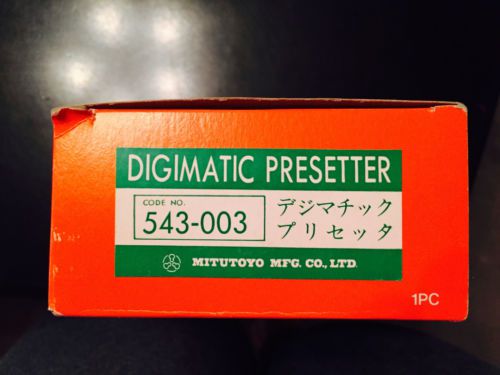 DIGIMATIC PRESETTER
CODE NO.
543-003
デジマチック
プリセッタ
MITUTOYO MFG. CO., LTD.
1PC